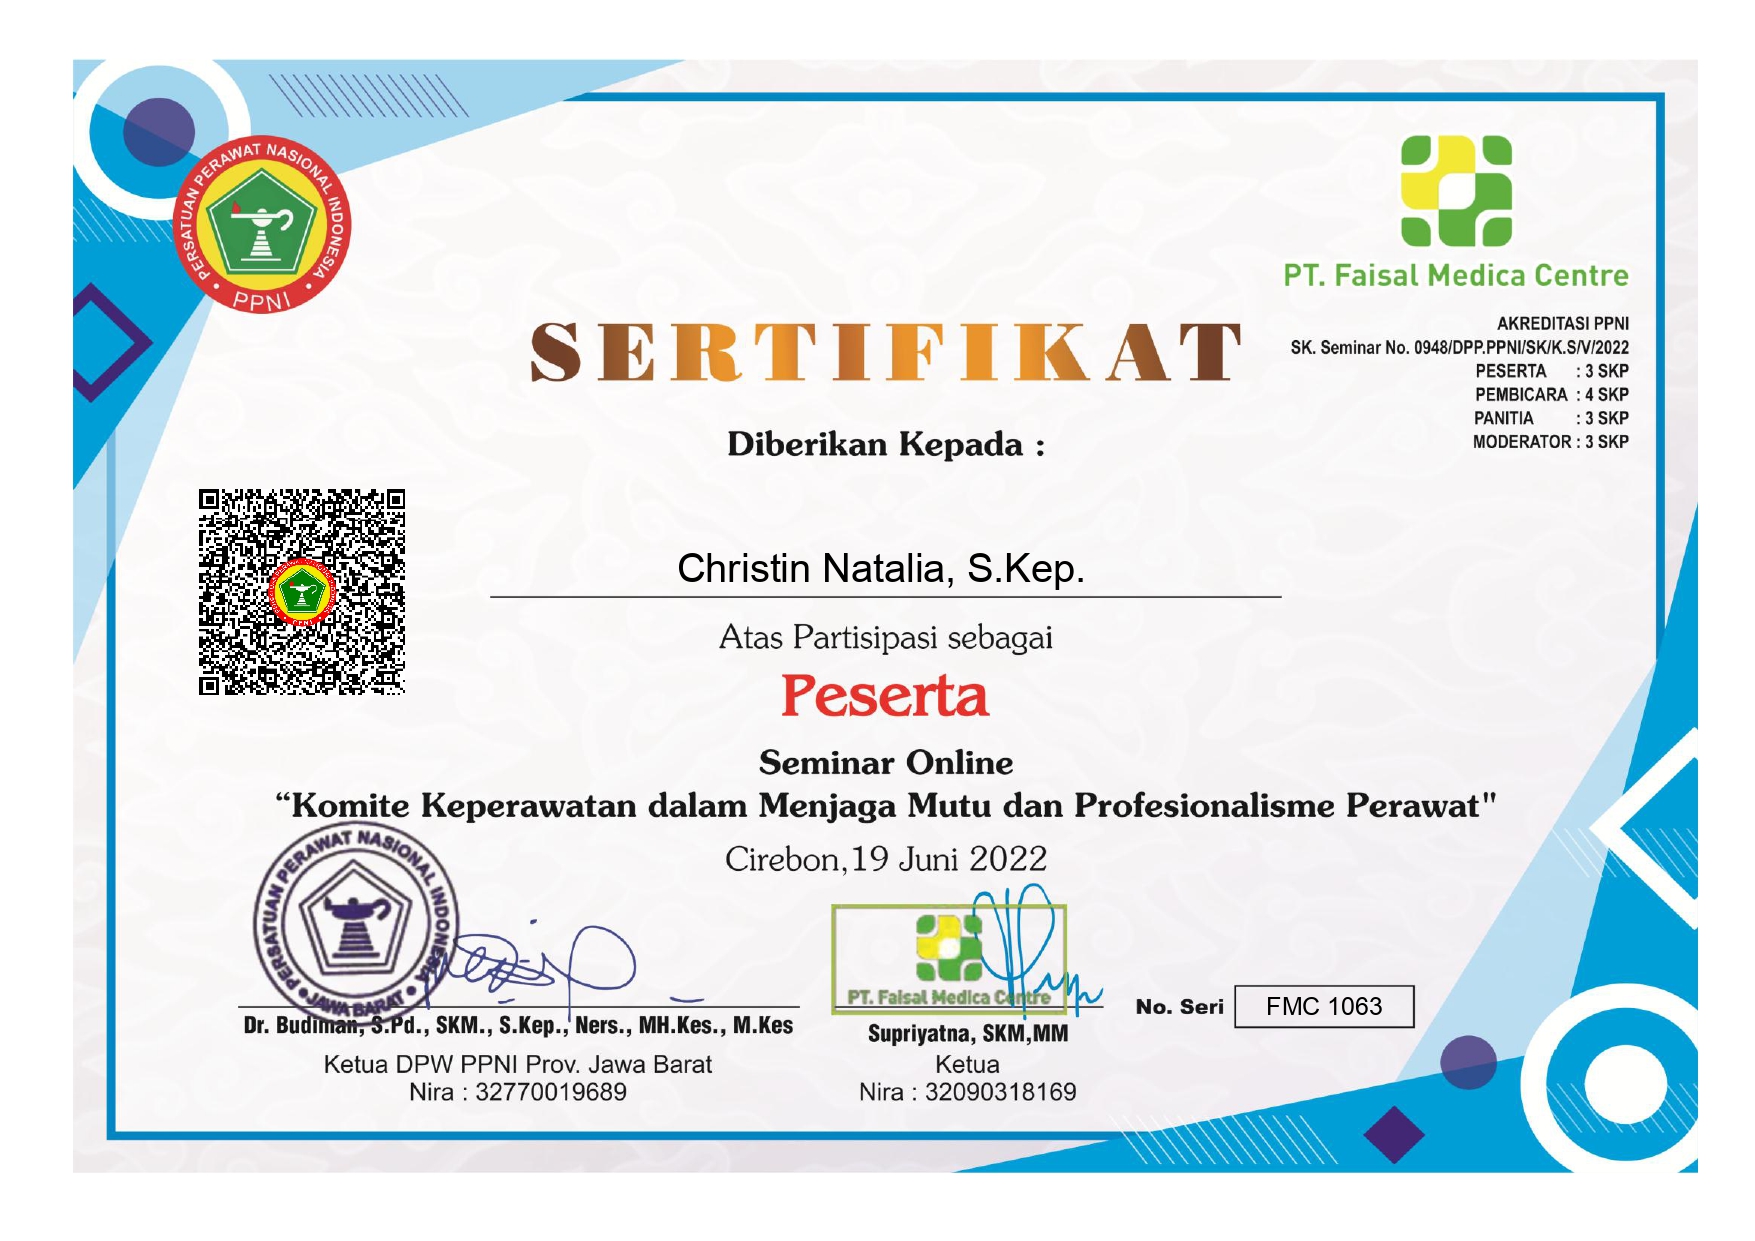 PERSATUAN PERAWAT NASIONAL INDONESIA
PPNI
PT. Faisal Medica Centre
AKREDITASI PPNI
SK. Seminar No. 0948/DPP.PPNI/SK/K.S/V/2022
PESERTA : 3 SKP
PEMBICARA : 4 SKP
PANITIA : 3 SKP
MODERATOR : 3 SKP
SERTIFIKAT
Diberikan Kepada :
Christin Natalia, S.Kep.
Atas Partisipasi sebagai
Peserta
Seminar Online
“Komite Keperawatan dalam Menjaga Mutu dan Profesionalisme Perawat"
Cirebon,19 Juni 2022
PERSATUAN PERAWAT NASIONAL INDONESIA
JAWA BARAT
Dr. Budiman, S.Pd., SKM., S.Kep., Ners., MH.Kes., M.Kes
Ketua DPW PPNI Prov. Jawa Barat
Nira : 32770019689
PT. Faisal Medica Centre
Supriyatna, SKM,MM
Ketua
Nira : 32090318169
No. Seri FMC 1063